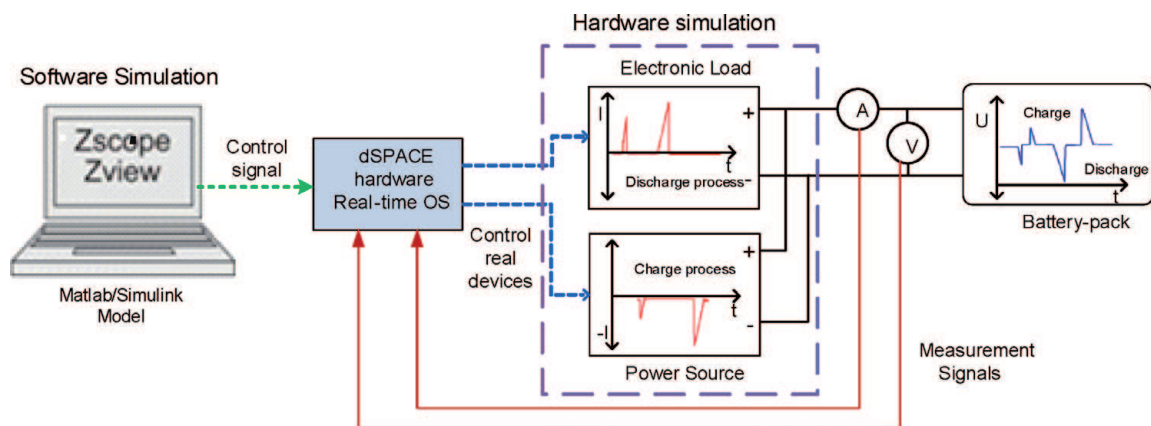 Hardware simulation
Software Simulation
Zscope
Zview
Matlab/Simulink
Model
Control
signal
dSPACE
hardware
Real-time OS
Control
real
devices
Electronic Load
I
t
Discharge process
+
-
Charge process
-I
t
+
-
Power Source
A
V
U
Charge
Discharge
t
Battery-pack
Measurement
Signals